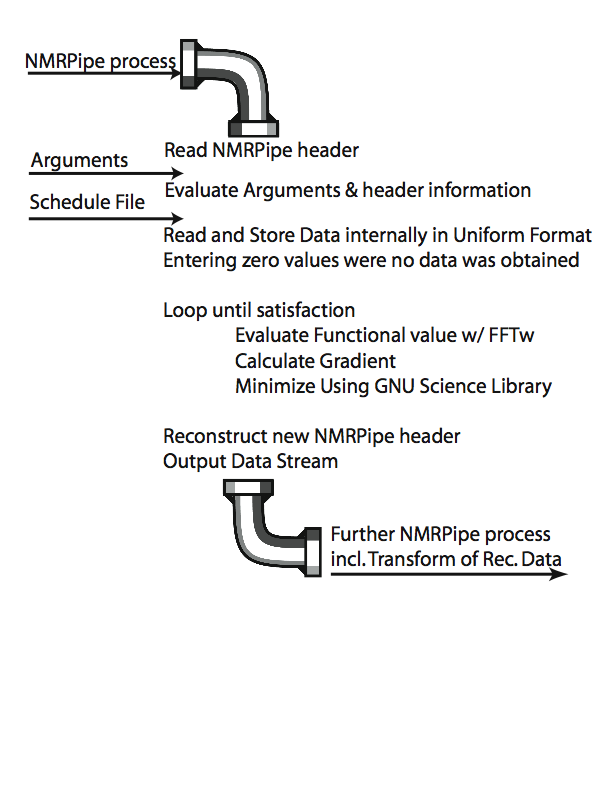 NMRPipe process
Arguments
Read NMRPipe header
Schedule File
Evaluate Arguments & header information
Read and Store Data internally in Uniform Format
Entering zero values were no data was obtained
Loop until satisfaction
Evaluate Functional value w/ FFTw
Calculate Gradient
Minimize Using GNU Science Library
Reconstruct new NMRPipe header
Output Data Stream
Further NMRPipe process
incl. Transform of Rec. Data